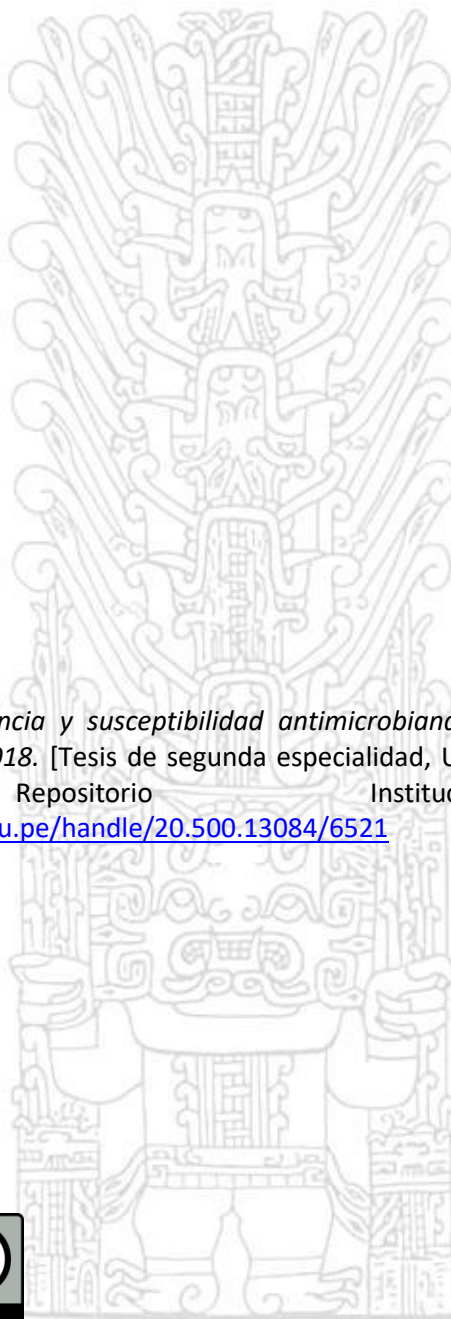 ncia y susceptibilidad antimicrobiana
018. [Tesis de segunda especialidad, U
Repositorio Instituc
u.pe/handle/20.500.13084/6521